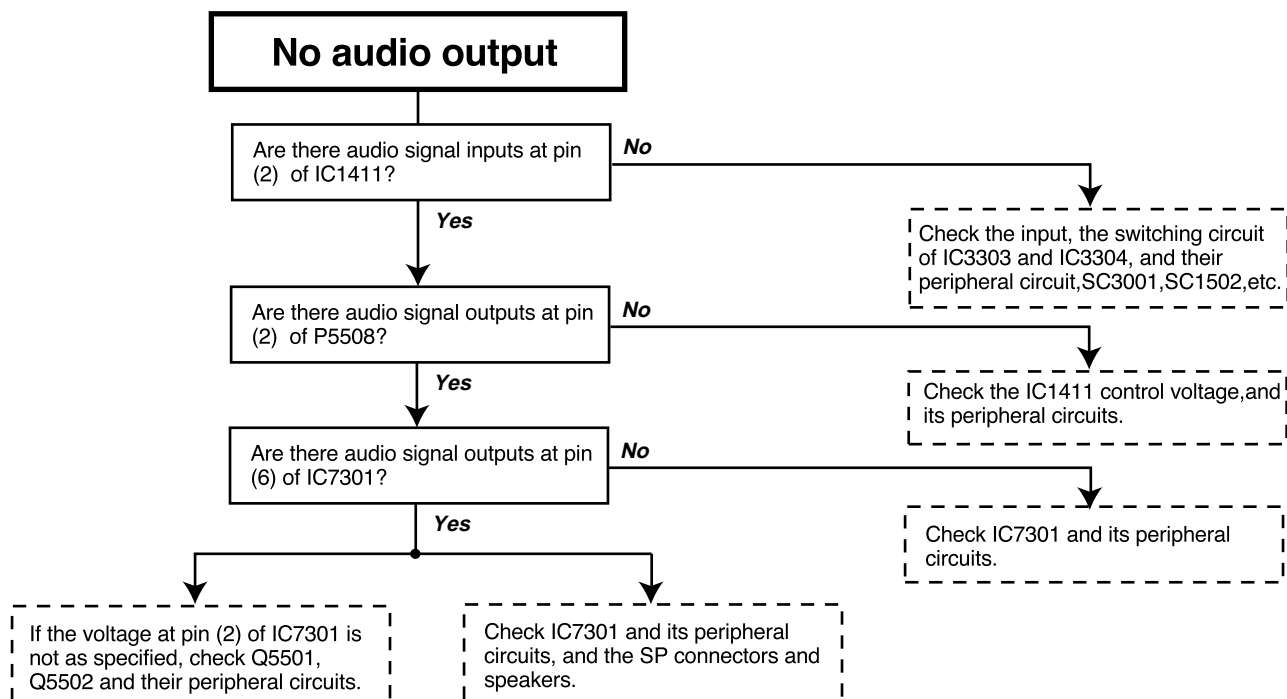 No audio output
Are there audio signal inputs at pin
(2) of IC1411?
No
Yes
Check the input, the switching circuit
of IC3303 and IC3304, and their
peripheral circuit,SC3001,SC1502,etc.
Are there audio signal outputs at pin
(2) of P5508?
No
Yes
Check the IC1411 control voltage,and
its peripheral circuits.
Are there audio signal outputs at pin
(6) of IC7301?
No
Yes
Check IC7301 and its peripheral
circuits.
If the voltage at pin (2) of IC7301 is
not as specified, check Q5501,
Q5502 and their peripheral circuits.
Check IC7301 and its peripheral
circuits, and the SP connectors and
speakers.